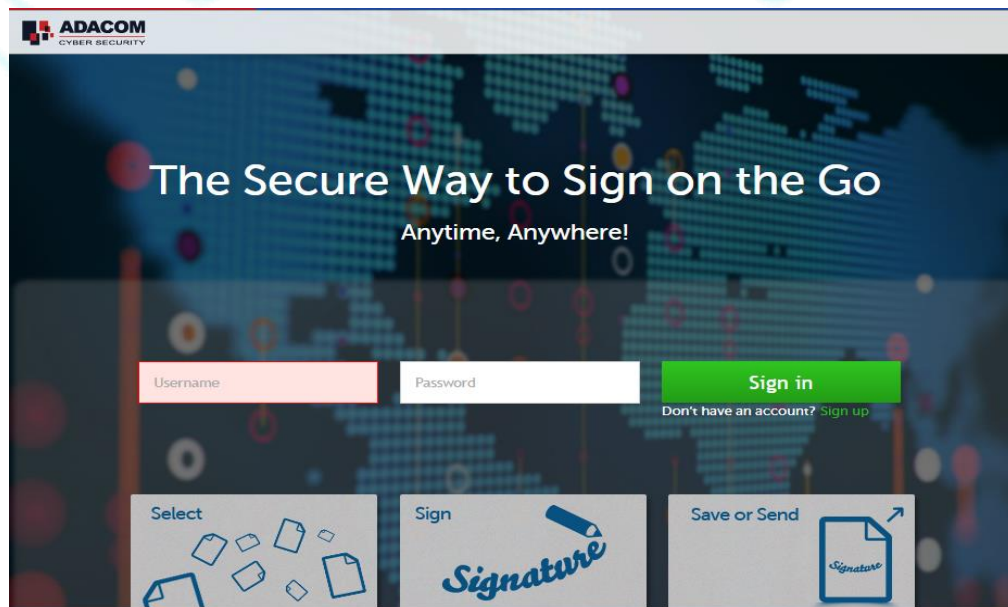 ADACOM
CYBER SECURITY
The Secure Way to Sign on the Go
Anytime, Anywhere!
Username
Password
Sign in
Don't have an account? Sign up
Select
Sign
Save or Send
Signature
Signature